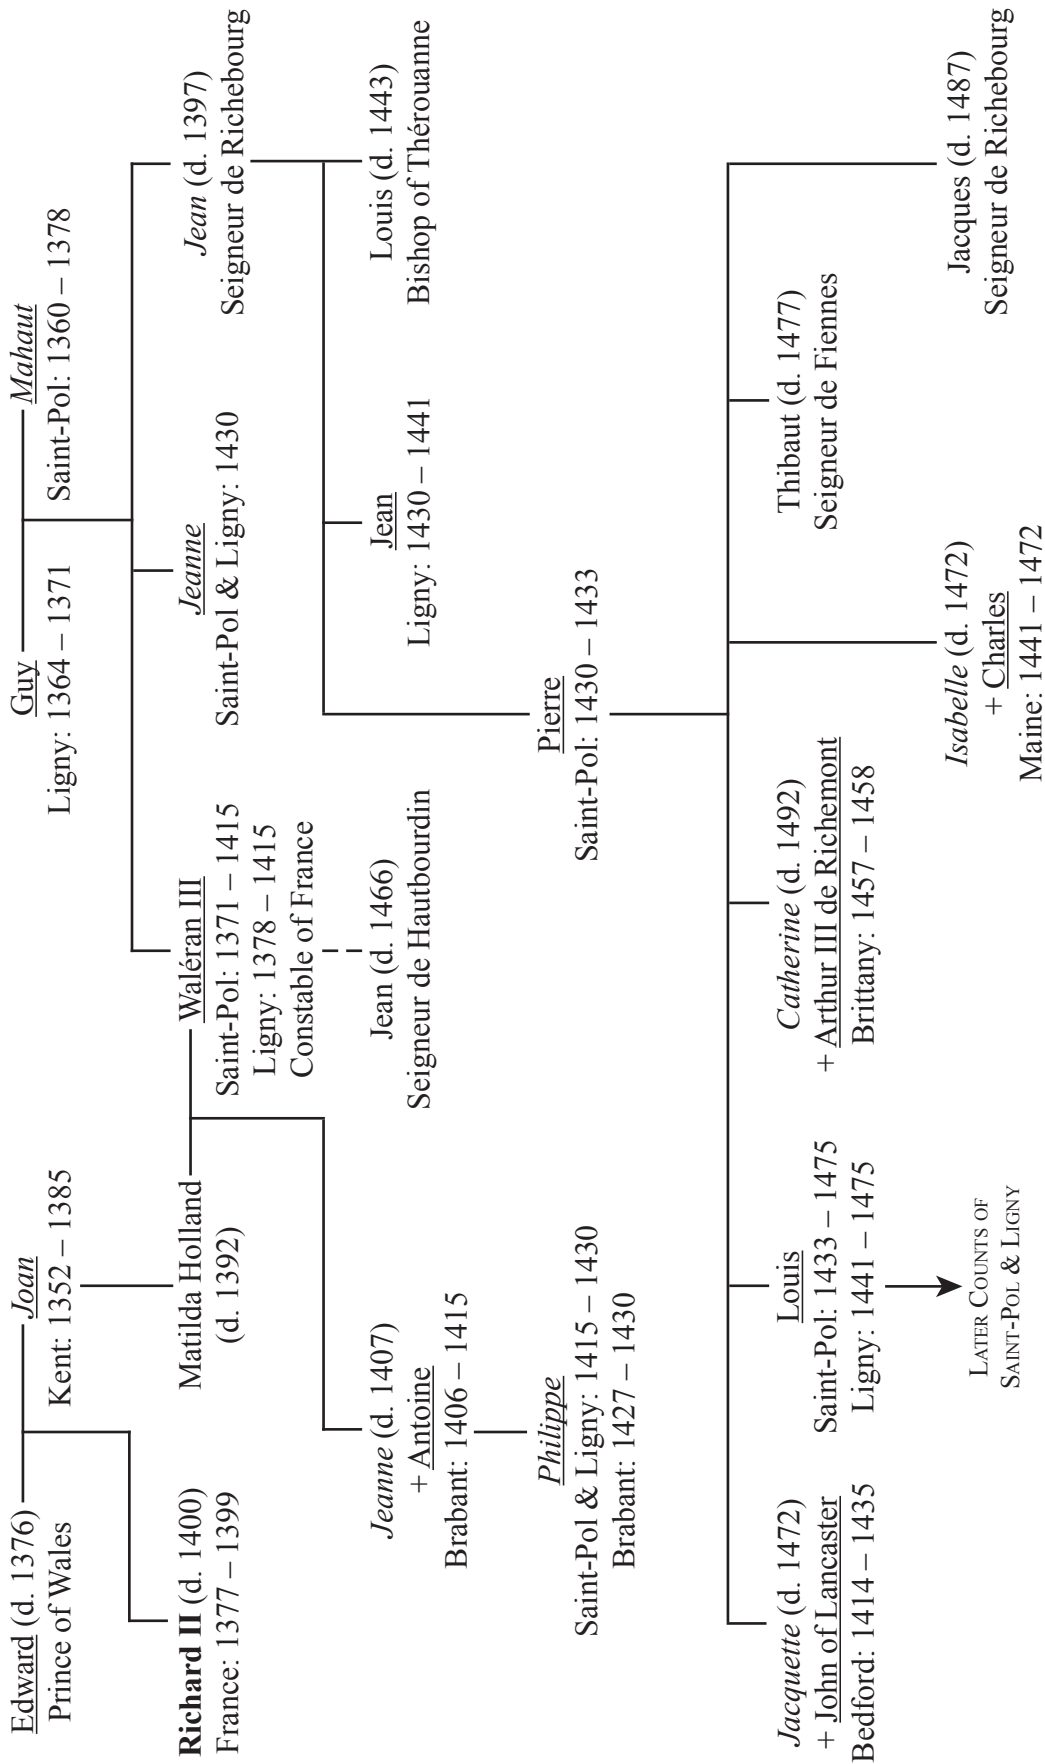 Edward (d. 1376)
Prince of Wales
Joan
Kent: 1352 – 1385
Guy
Ligny: 1364 – 1371
Mahaut
Saint-Pol: 1360 – 1378
Richard II (d. 1400)
France: 1377 – 1399
Matilda Holland
(d. 1392)
Waléran III
Saint-Pol: 1371 – 1415
Ligny: 1378 – 1415
Constable of France
Jeanne
Saint-Pol & Ligny: 1430
Jean (d. 1397)
Seigneur de Richebourg
Jeanne (d. 1407)
+ Antoine
Brabant: 1406 – 1415
Jean (d. 1466)
Seigneur de Hautbourdin
Jean
Ligny: 1430 – 1441
Louis (d. 1443)
Bishop of Thérouanne
Philippe
Saint-Pol & Ligny: 1415 – 1430
Brabant: 1427 – 1430
Pierre
Saint-Pol: 1430 – 1433
Jacquette (d. 1472)
+ John of Lancaster
Bedford: 1414 – 1435
Louis
Saint-Pol: 1433 – 1475
Ligny: 1441 – 1475
Catherine (d. 1492)
+ Arthur III de Richemont
Brittany: 1457 – 1458
Thibaut (d. 1477)
Seigneur de Fiennes
Later Counts of
Saint-Pol & Ligny
Isabelle (d. 1472)
+ Charles
Maine: 1441 – 1472
Jacques (d. 1487)
Seigneur de Richebourg